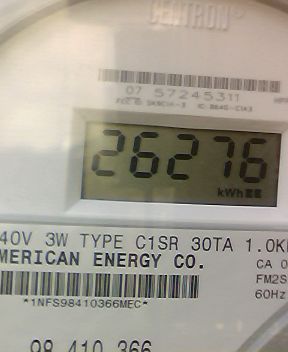 CENTRON
07 57245311
26276
kWh
40V 3W TYPE C1SR 30TA 1.0K
MERICAN ENERGY CO.
CA 0
FM2S
60Hz
*1NFS98410366MEC*
98 410 366